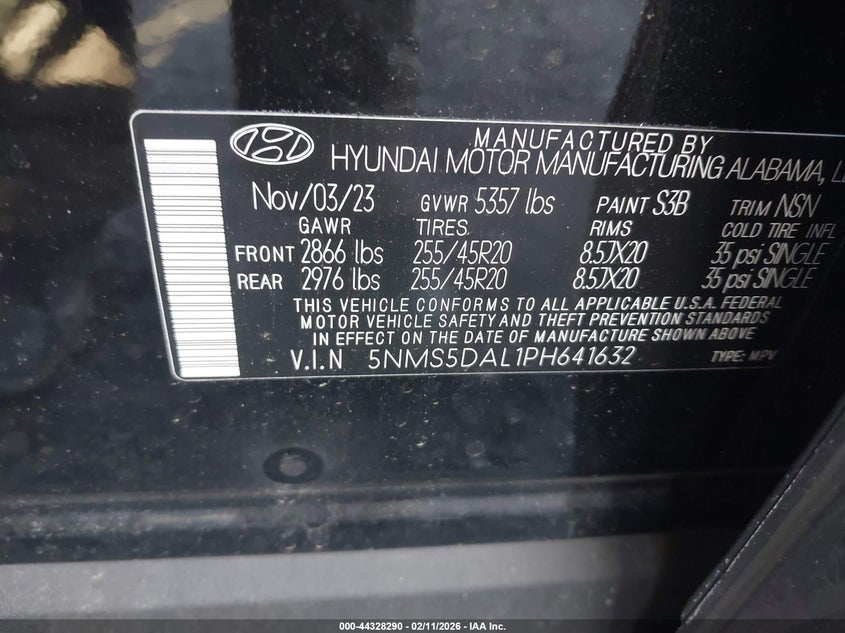 MANUFACTURED BY
HYUNDAI MOTOR MANUFACTURING ALABAMA,
Nov/03/23 GVWR 5357 lbs PAINT S3B TRIM NSN
GAWR TIRES RIMS COLD TIRE INFL
FRONT 2866 lbs 255/45R20 8.5JX20 35 psi SINGLE
REAR 2976 lbs 255/45R20 8.5JX20 35 psi SINGLE
THIS VEHICLE CONFORMS TO ALL APPLICABLE U.S.A. FEDERAL
MOTOR VEHICLE SAFETY AND THEFT PREVENTION STANDARDS
IN EFFECT ON THE DATE OF MANUFACTURE SHOWN ABOVE
V.I.N 5NMS5DAL1PH641632 TYPE: MPV
000-44328290 - 02/11/2026 - IAA Inc.